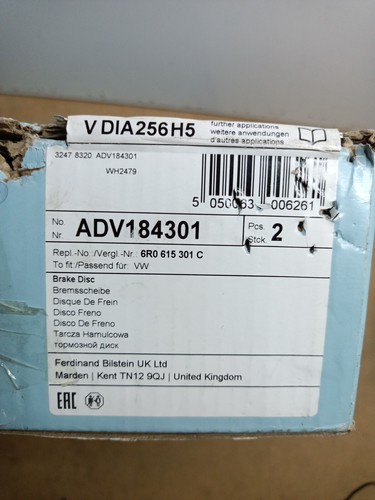 V DIA256H5
further applications
weitere anwendungen
d'autres applications
3247 8320 ADV184301
WH2479
5 050063 006261
No.
Nr. ADV184301
Pcs.
Stck. 2
Repl.-No :/Vergl.-Nr.: 6R0 615 301 C
To fit:/Passend für: VW
Brake Disc
Bremsscheibe
Disque De Frein
Disco Freno
Disco De Freno
Tarcza Hamulcowa
тормозной диск
Ferdinand Bilstein UK Ltd
Marden | Kent TN12 9QJ | United Kingdom
EAC